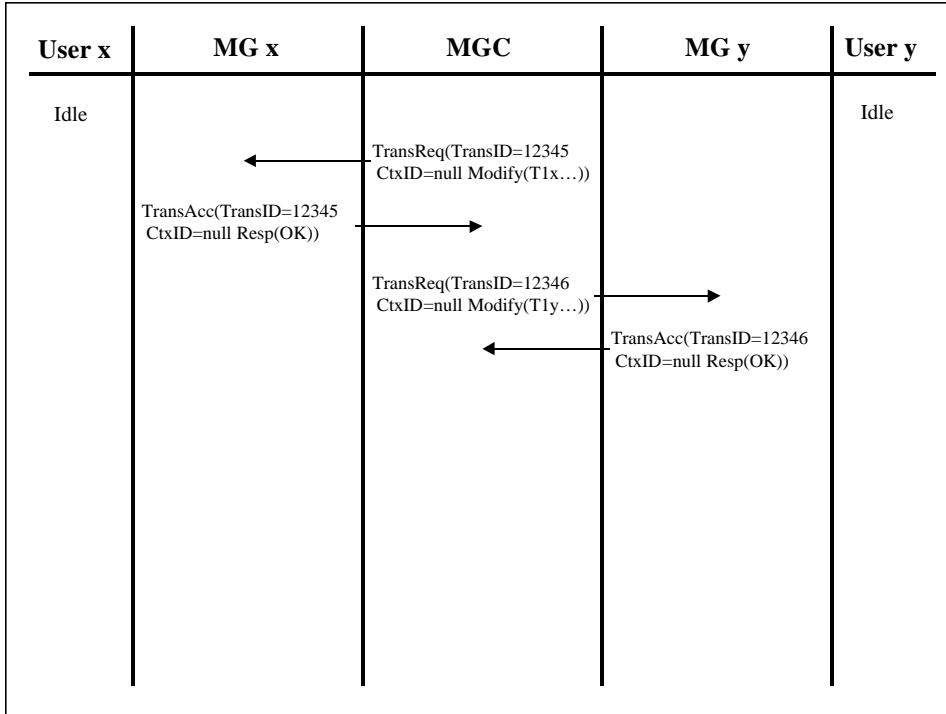 User x
MG x
MGC
MG y
User y
Idle
Idle
TransReq(TransID=12345
CtxID=null Modify(T1x…))
TransAcc(TransID=12345
CtxID=null Resp(OK))
TransReq(TransID=12346
CtxID=null Modify(T1y…))
TransAcc(TransID=12346
CtxID=null Resp(OK))